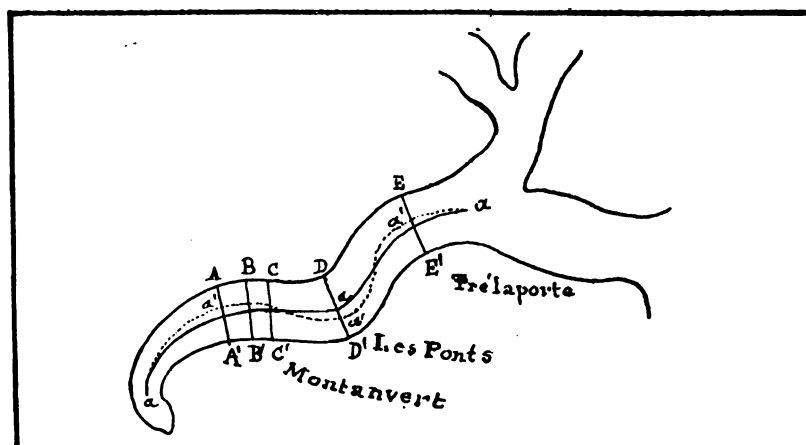 E
a' a
E'
Trélaporte
A B C D
a' a
a'
A' B' C' D' Les Ponts
Montanvert
a